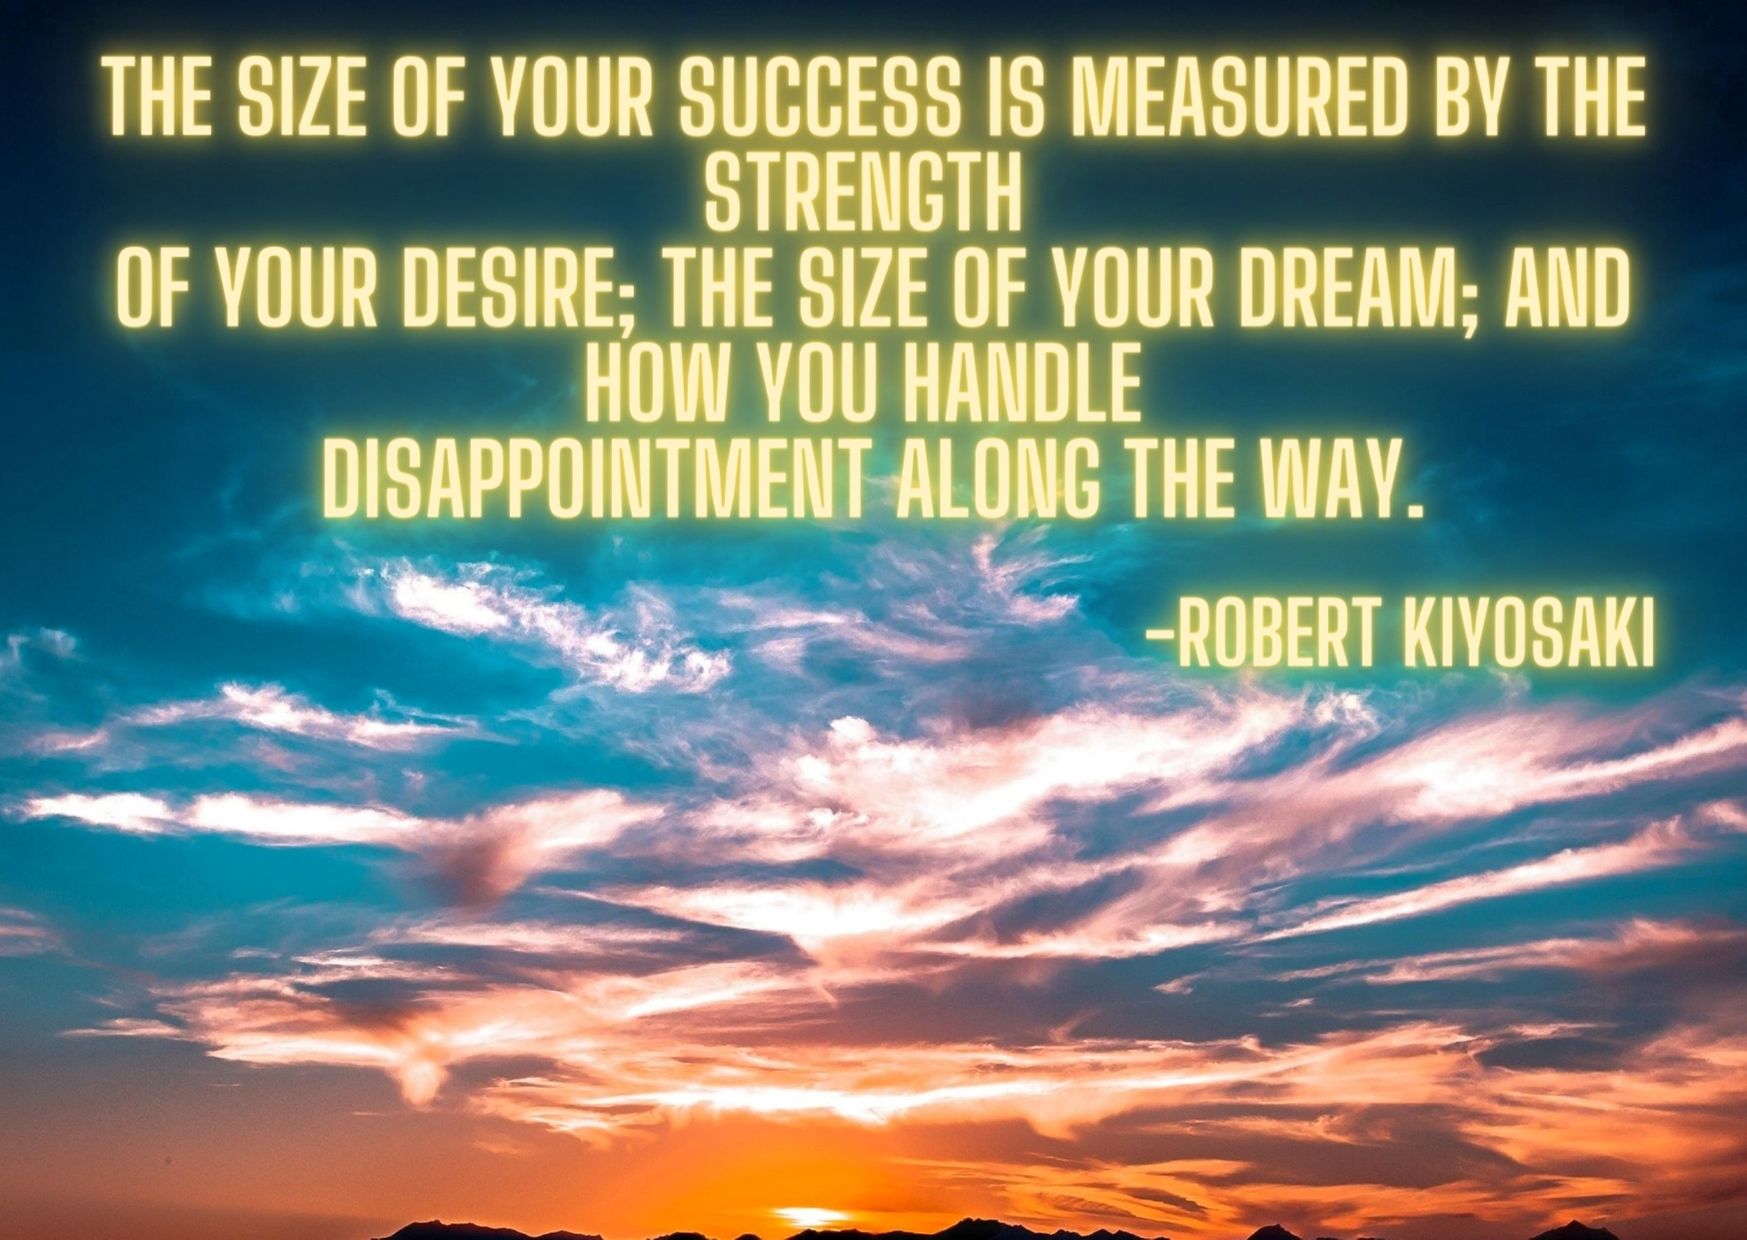 THE SIZE OF YOUR SUCCESS IS MEASURED BY THE
STRENGTH
OF YOUR DESIRE; THE SIZE OF YOUR DREAM; AND
HOW YOU HANDLE
DISAPPOINTMENT ALONG THE WAY.
-ROBERT KIYOSAKI